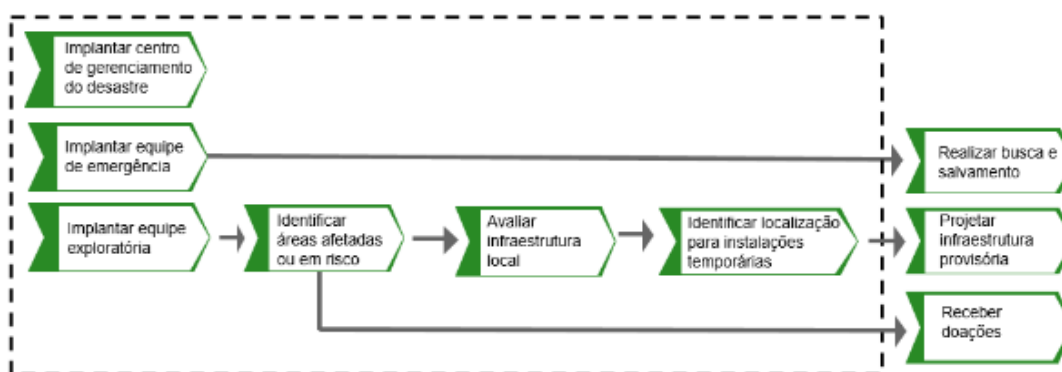 Implantar centro
de gerenciamento
do desastre
Implantar equipe
de emergência
Realizar busca e
salvamento
Implantar equipe
exploratória
Identificar
áreas afetadas
ou em risco
Avaliar
infraestrutura
local
Identificar localização
para instalações
temporárias
Projetar
infraestrutura
provisória
Receber
doações